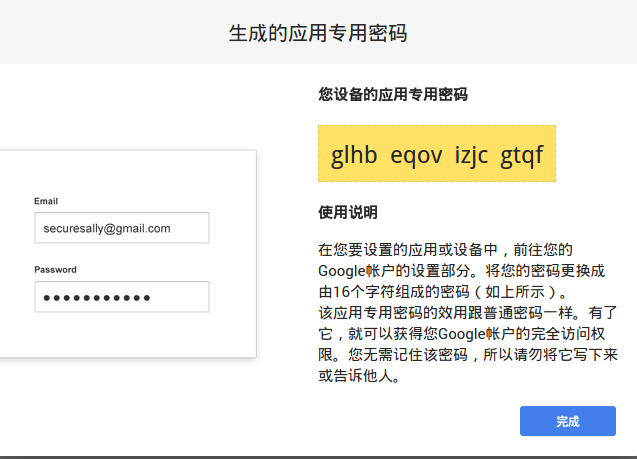 生成的应用专用密码
您设备的应用专用密码
glhb eqov izjc gtqf
Email
securesally@gmail.com
Password
●●●●●●●●●●●
使用说明
在您要设置的应用或设备中，前往您的
Google帐户的设置部分。将您的密码更换成
由16个字符组成的密码（如上所示）。
该应用专用密码的效用跟普通密码一样。有了
它，就可以获得您Google帐户的完全访问权
限。您无需记住该密码，所以请勿将它写下来
或告诉他人。
完成